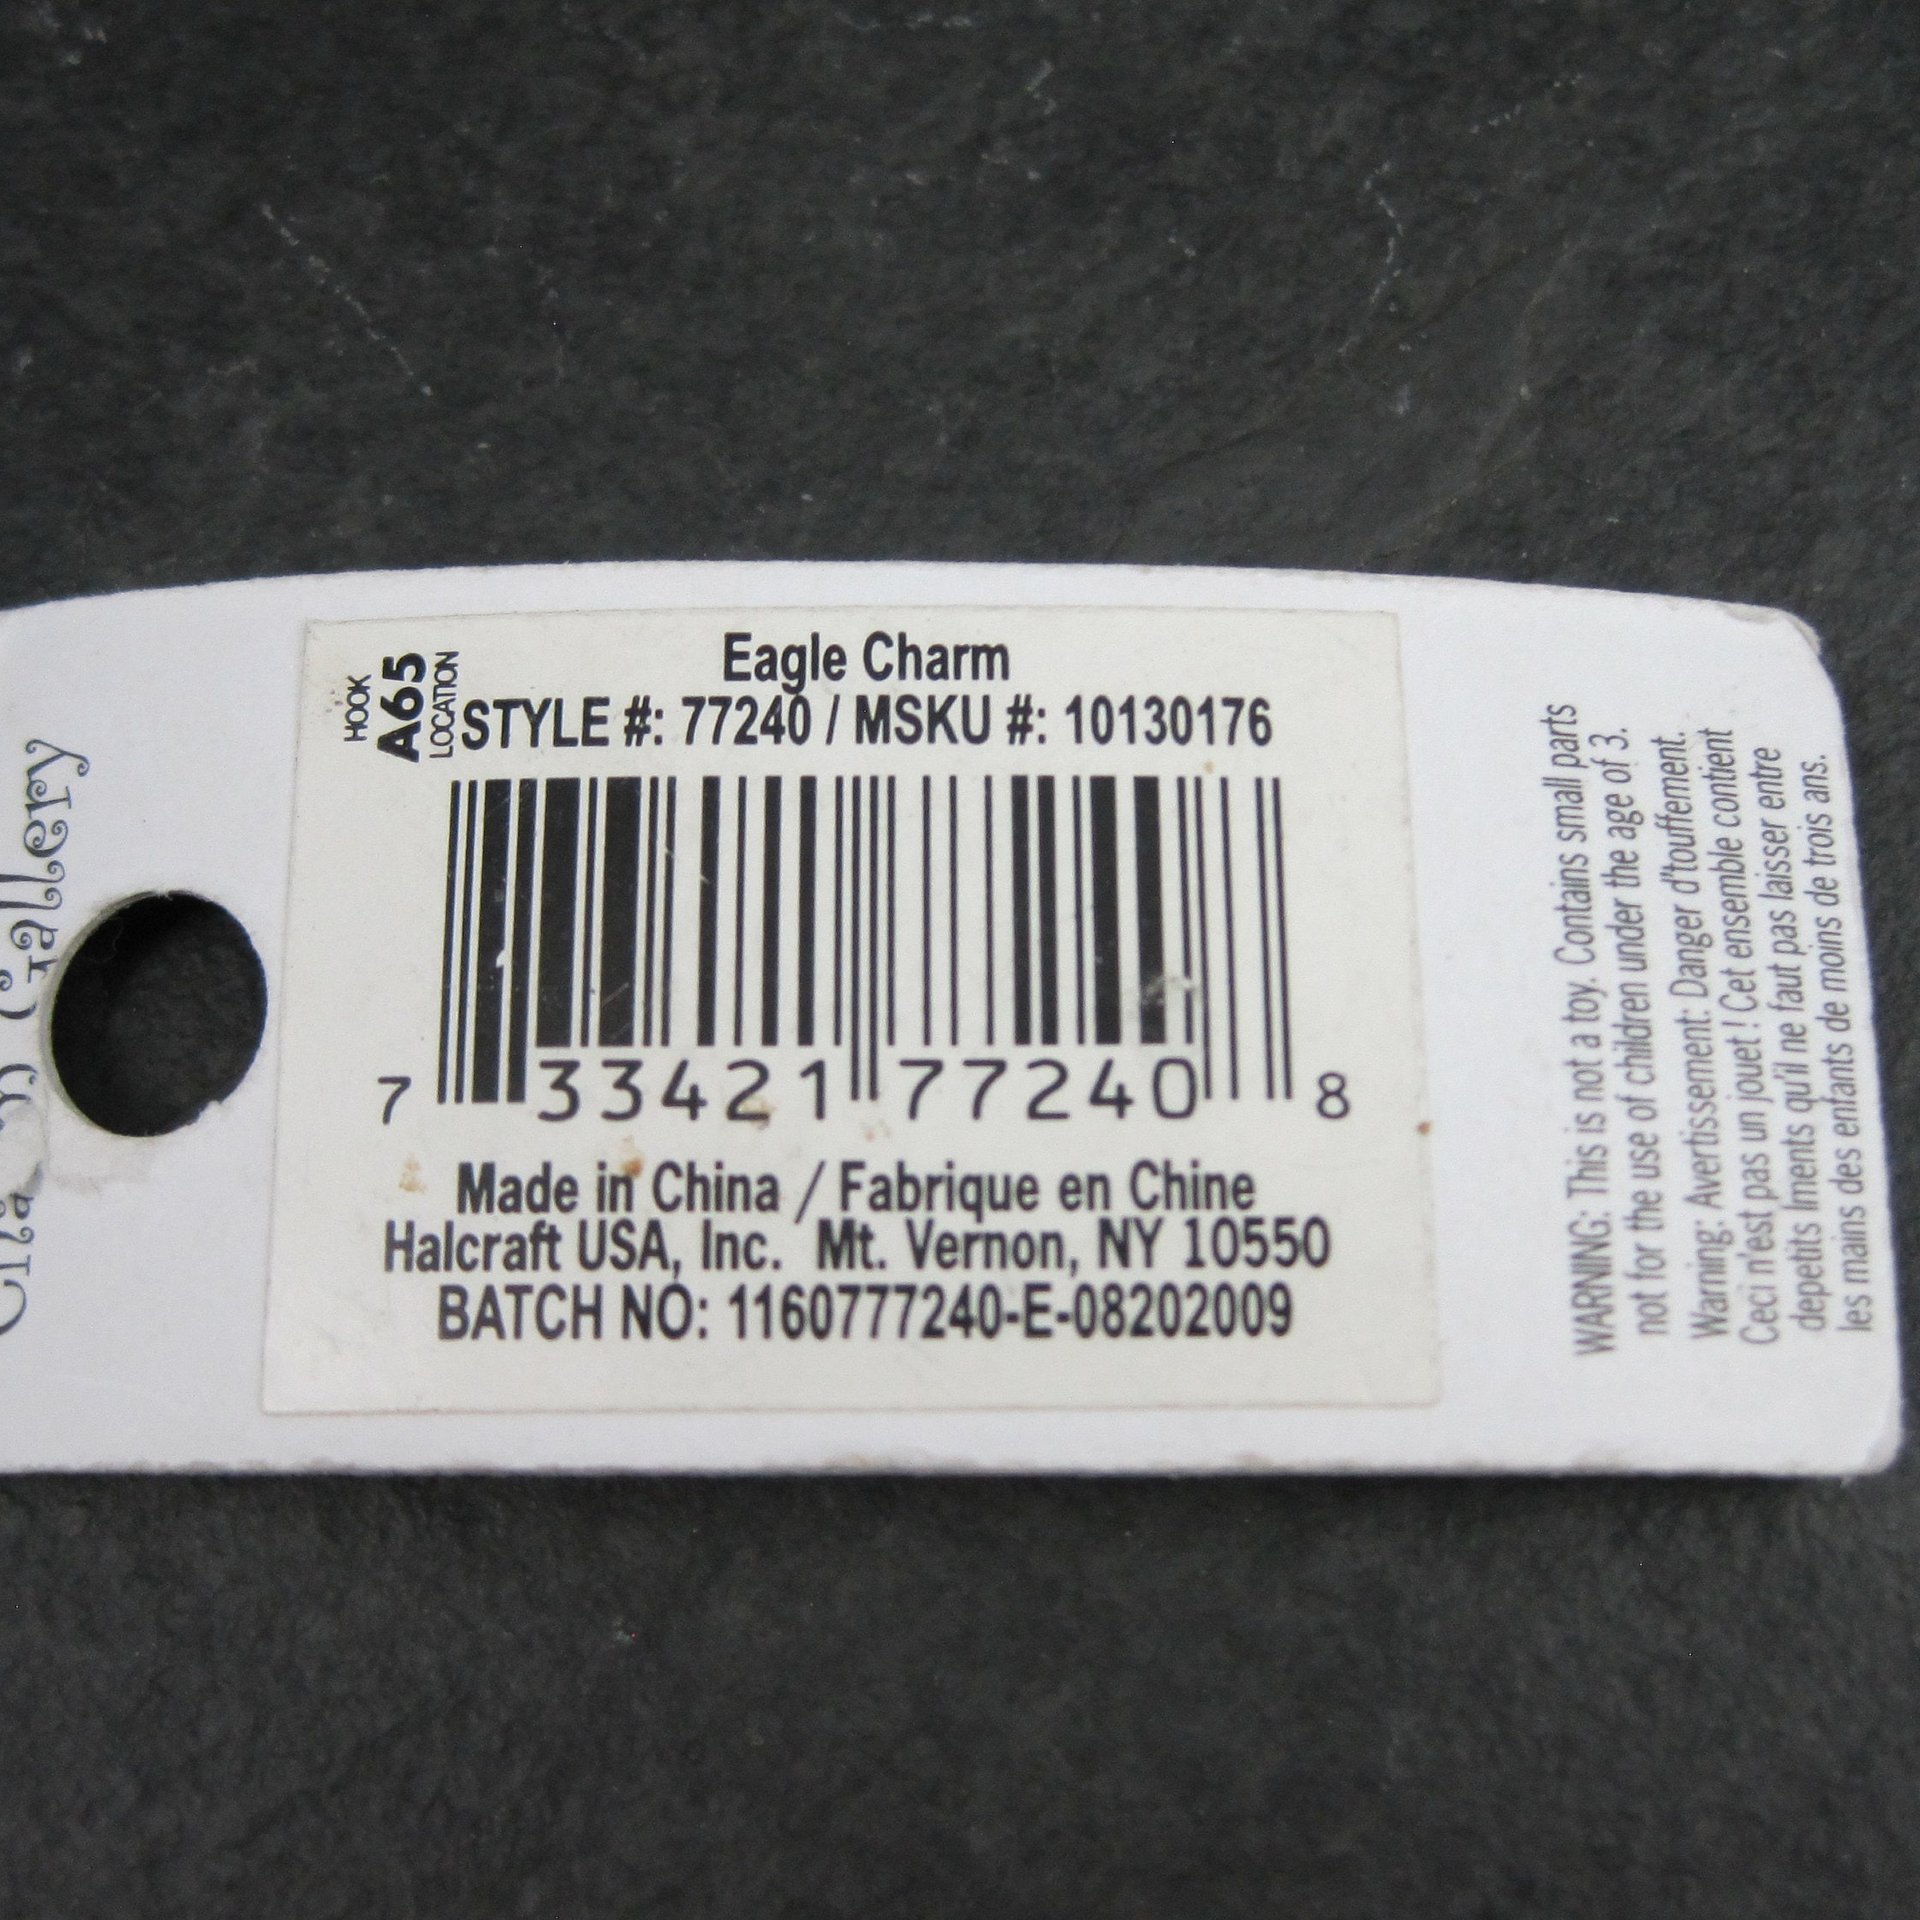 Charm Gallery
HOOK
A65
LOCATION
Eagle Charm
STYLE #: 77240 / MSKU #: 10130176
7 33421 77240 8
Made in China / Fabrique en Chine
Halcraft USA, Inc. Mt. Vernon, NY 10550
BATCH NO: 1160777240-E-08202009
WARNING: This is not a toy. Contains small parts
not for the use of children under the age of 3.
Warning: Avertissement: Danger d'touffement.
Ceci n'est pas un jouet ! Cet ensemble contient
depetits lments qu'il ne faut pas laisser entre
les mains des enfants de moins de trois ans.